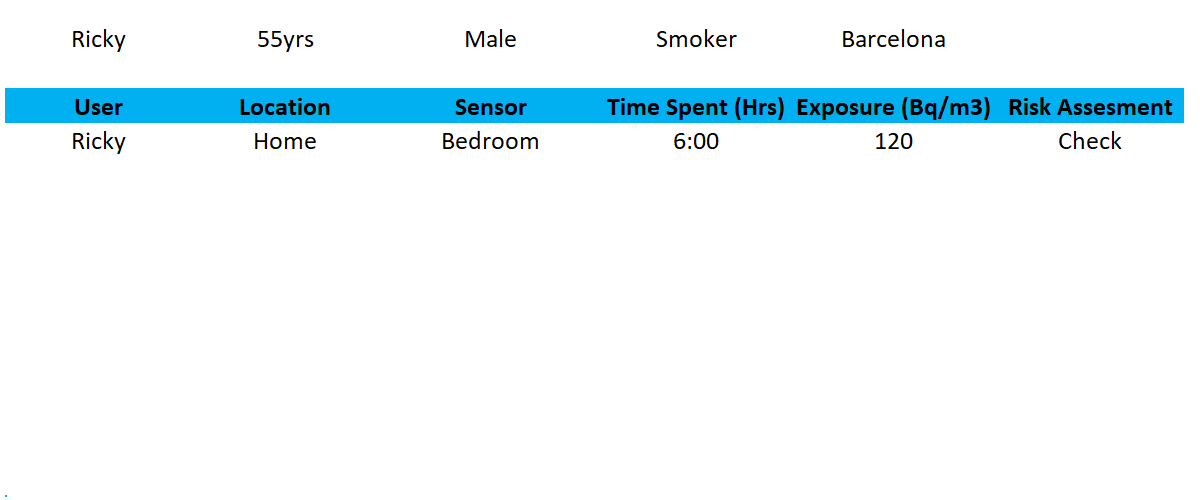 Ricky 55yrs Male Smoker Barcelona
User Location Sensor Time Spent (Hrs) Exposure (Bq/m3) Risk Assesment
Ricky Home Bedroom 6:00 120 Check